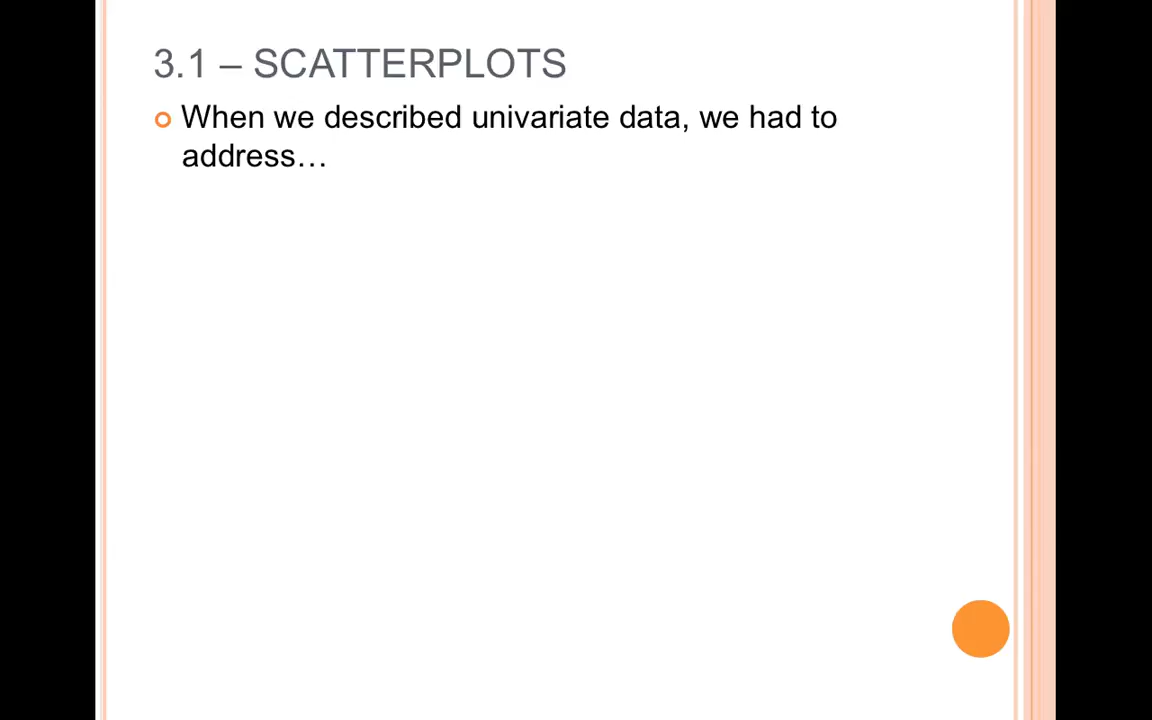 3.1 – SCATTERPLOTS
When we described univariate data, we had to
address…